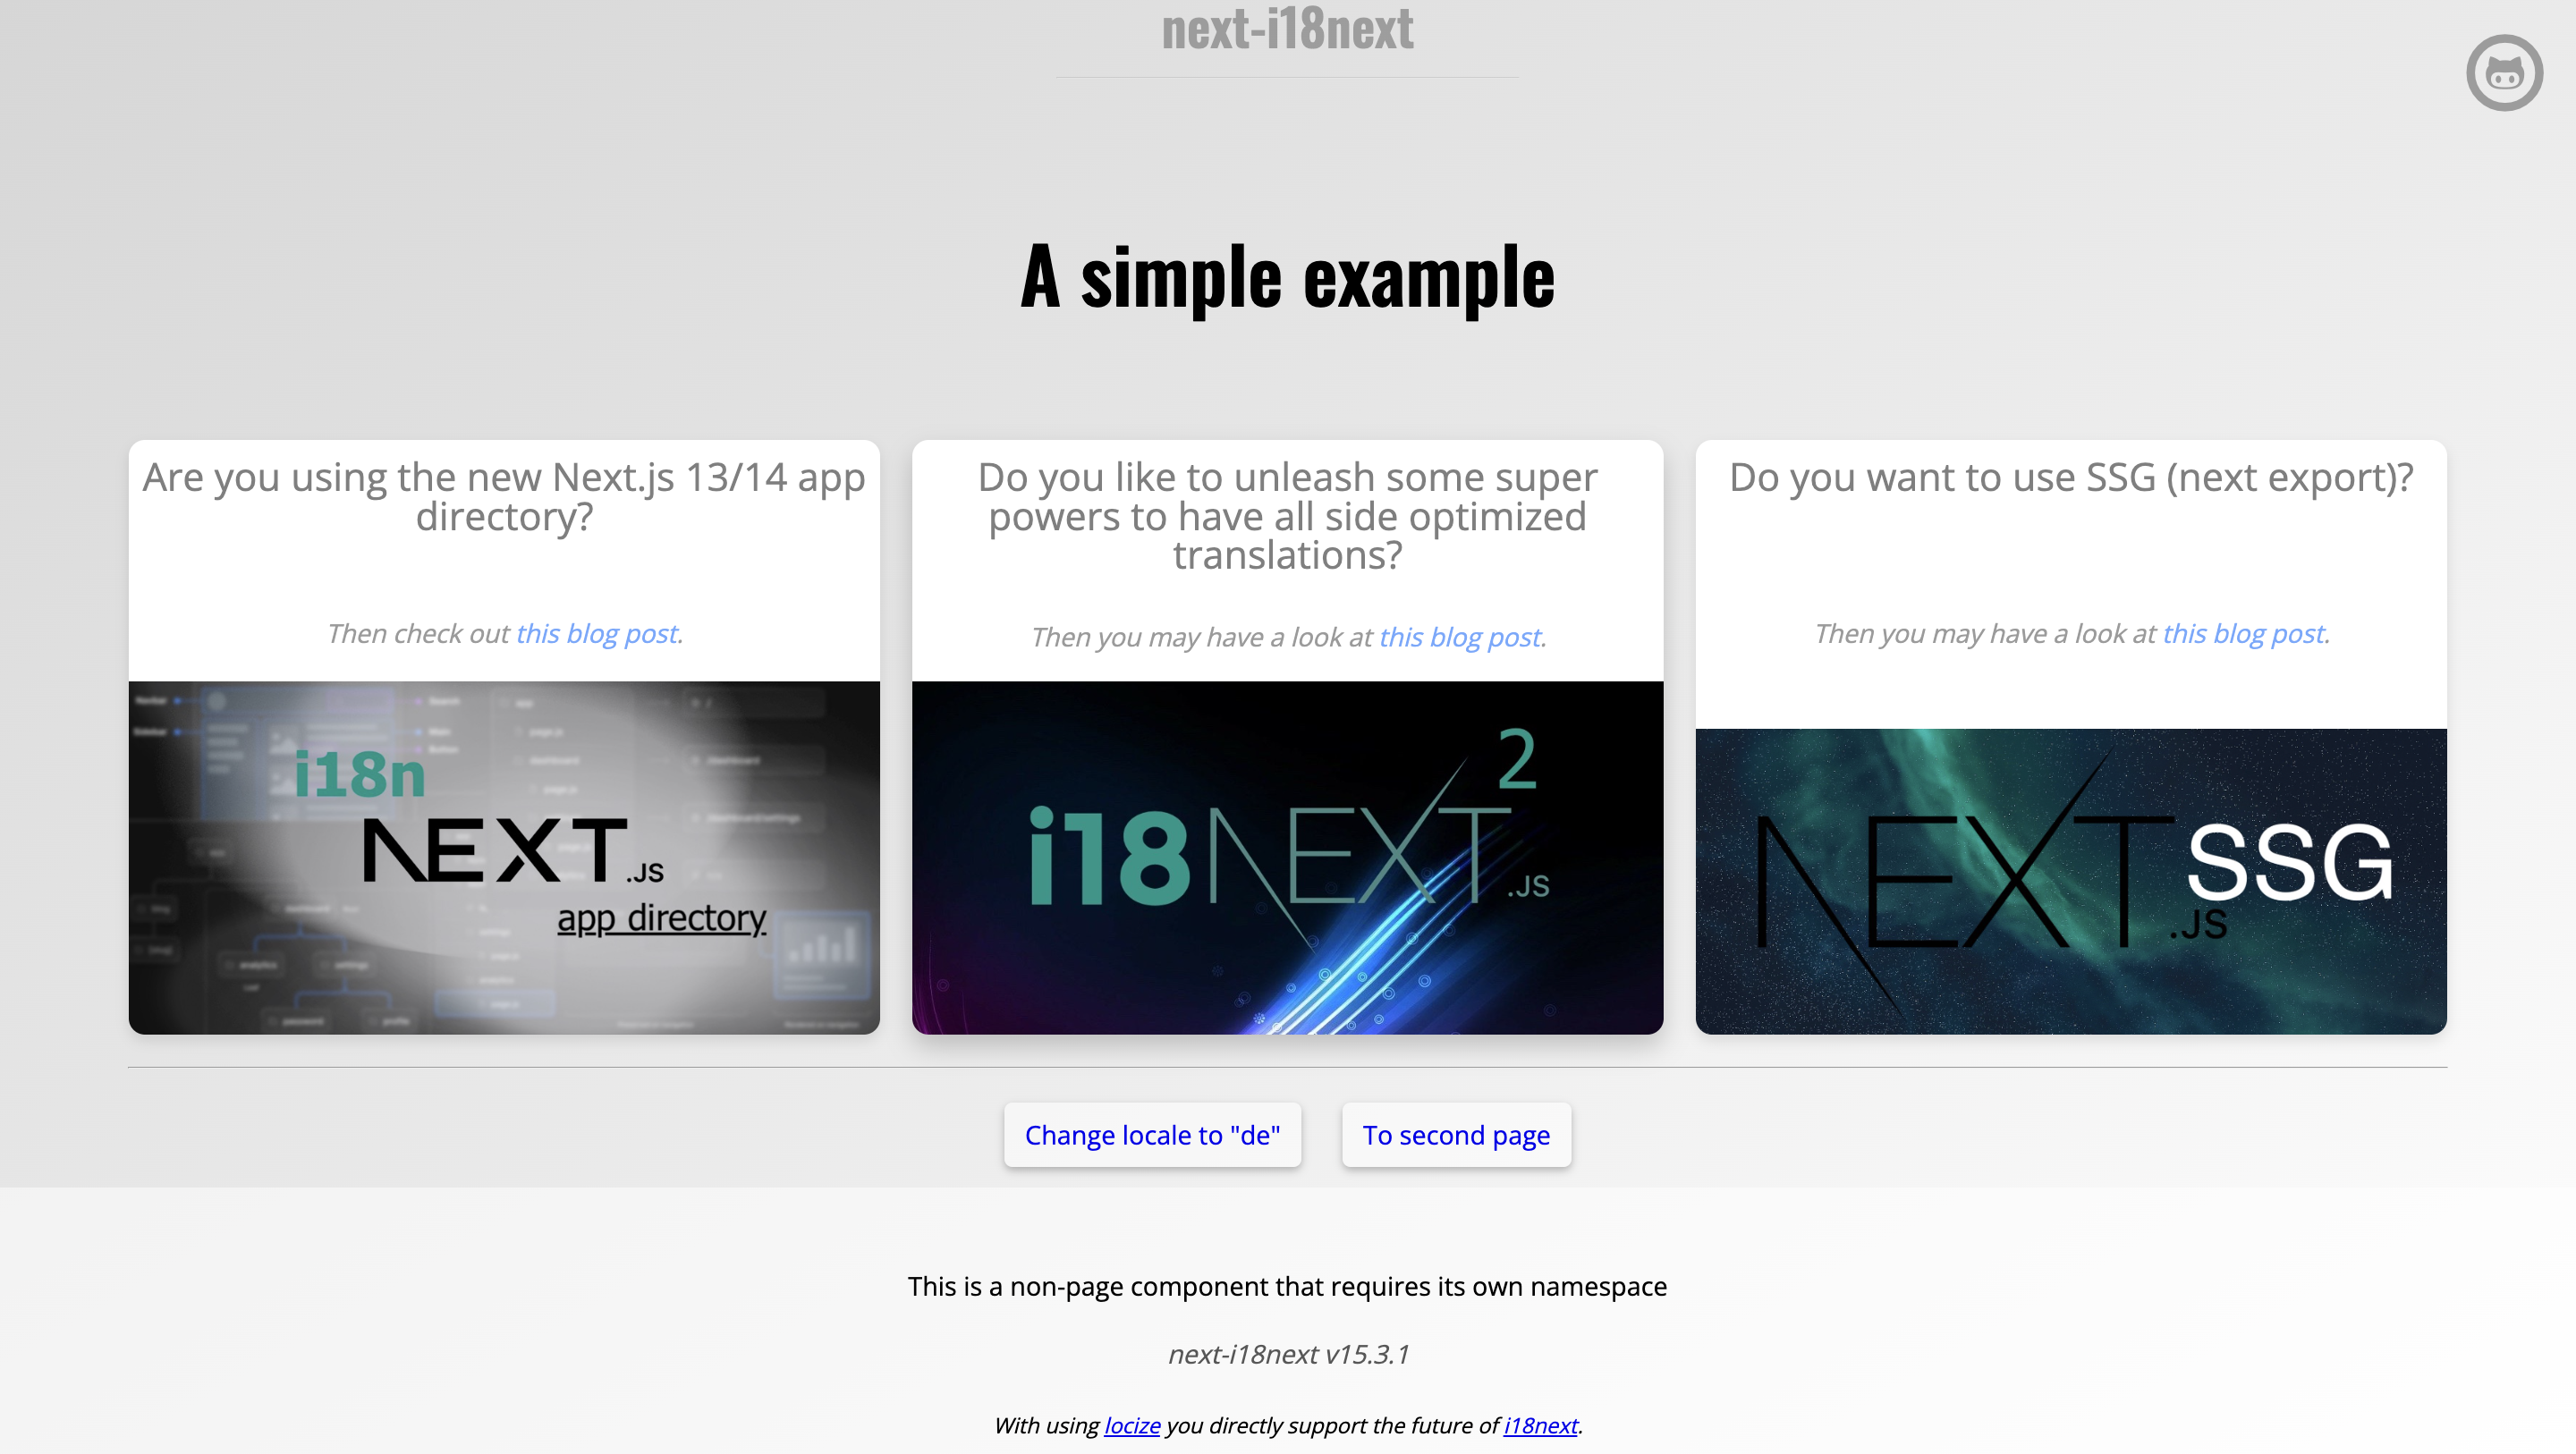 next-i18next
A simple example
Are you using the new Next.js 13/14 app
directory?
Then check out this blog post.
i18n
NEXT.JS
app directory
Do you like to unleash some super
powers to have all side optimized
translations?
Then you may have a look at this blog post.
2
i18NEXT.JS
Do you want to use SSG (next export)?
Then you may have a look at this blog post.
NEXT.JS SSG
Change locale to "de"
To second page
This is a non-page component that requires its own namespace
next-i18next v15.3.1
With using locize you directly support the future of i18next.